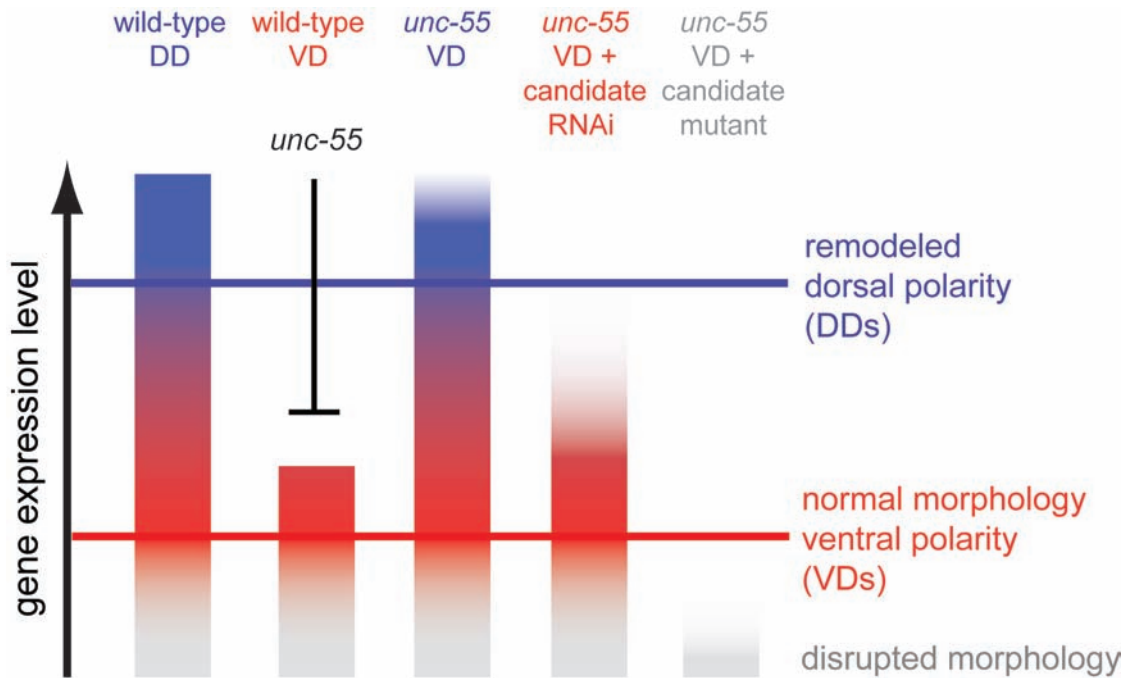 wild-type
DD
wild-type
VD
unc-55
VD
unc-55
VD +
candidate
RNAi
unc-55
VD +
candidate
mutant
unc-55
gene expression level
remodeled
dorsal polarity
(DDs)
normal morphology
ventral polarity
(VDs)
disrupted morphology